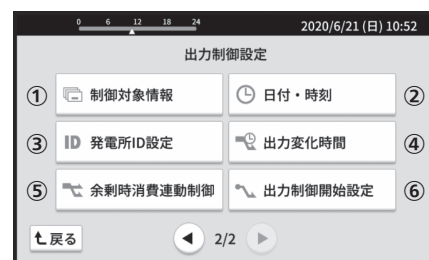 0 6 12 18 24
2020/6/21 (日) 10:52
出力制御設定
① 制御対象情報
日付・時刻 ②
③ ID 発電所ID設定
出力変化時間 ④
⑤ 余剰時消費連動制御
出力制御開始設定 ⑥
戻る
2/2